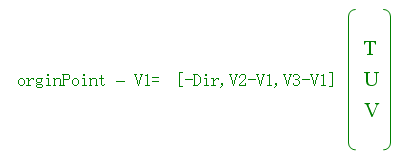 T
orginPoint – V1= [-Dir,V2-V1,V3-V1] U
V